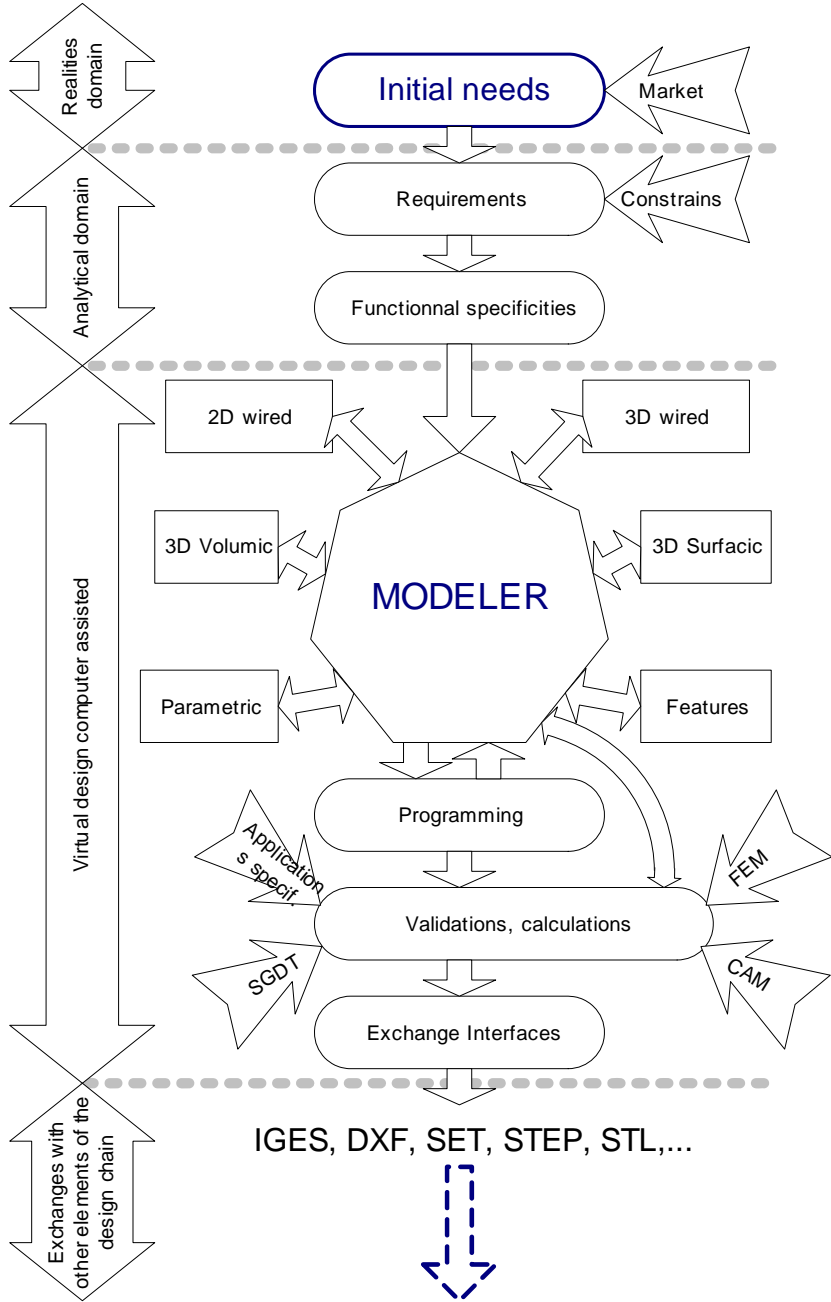 Realities
domain
Initial needs
Market
Requirements
Constrains
Analytical domain
Functionnal specificities
2D wired
3D wired
3D Volumic
3D Surfacic
MODELER
Parametric
Features
Virtual design computer assisted
Programming
Application
s specif.
FEM
Validations, calculations
SGDT
CAM
Exchange Interfaces
Exchanges with
other elements of the
design chain
IGES, DXF, SET, STEP, STL,...